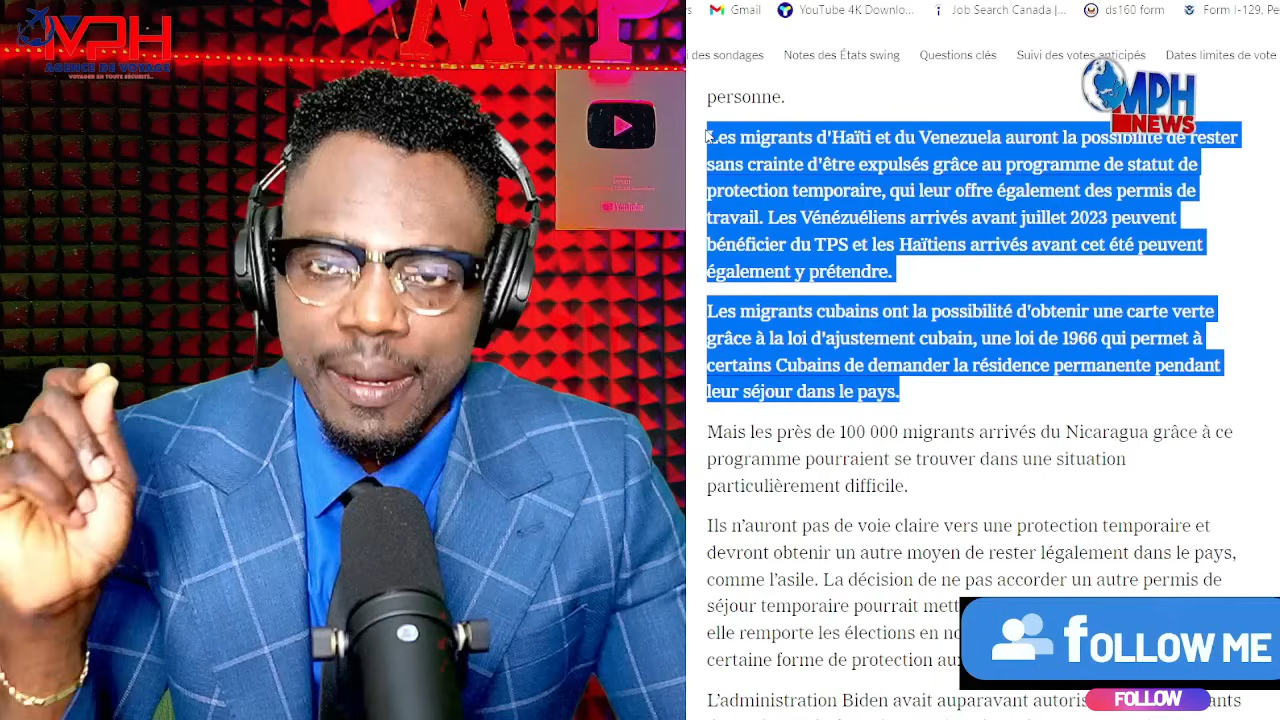 MPH
AGENCE DE VOYAGE
VOYAGER EN TOUTE SÉCURITÉ...
M P
YouTube
Gmail
YouTube 4K Downlo...
Job Search Canada |...
ds160 form
Form I-129, Pe
des sondages
Notes des États swing
Questions clés
Suivi des votes anticipés
Dates limites de vote
MPH
NEWS
personne.
Les migrants d'Haïti et du Venezuela auront la possibilité de rester
sans crainte d'être expulsés grâce au programme de statut de
protection temporaire, qui leur offre également des permis de
travail. Les Vénézuéliens arrivés avant juillet 2023 peuvent
bénéficier du TPS et les Haïtiens arrivés avant cet été peuvent
également y prétendre.
Les migrants cubains ont la possibilité d'obtenir une carte verte
grâce à la loi d'ajustement cubain, une loi de 1966 qui permet à
certains Cubains de demander la résidence permanente pendant
leur séjour dans le pays.
Mais les près de 100 000 migrants arrivés du Nicaragua grâce à ce
programme pourraient se trouver dans une situation
particulièrement difficile.
Ils n'auront pas de voie claire vers une protection temporaire et
devront obtenir un autre moyen de rester légalement dans le pays,
comme l'asile. La décision de ne pas accorder un autre permis de
séjour temporaire pourrait
elle remporte les élections en
certaine forme de protection
L'administration Biden avait auparavant
fOLLOW ME
FOLLOW